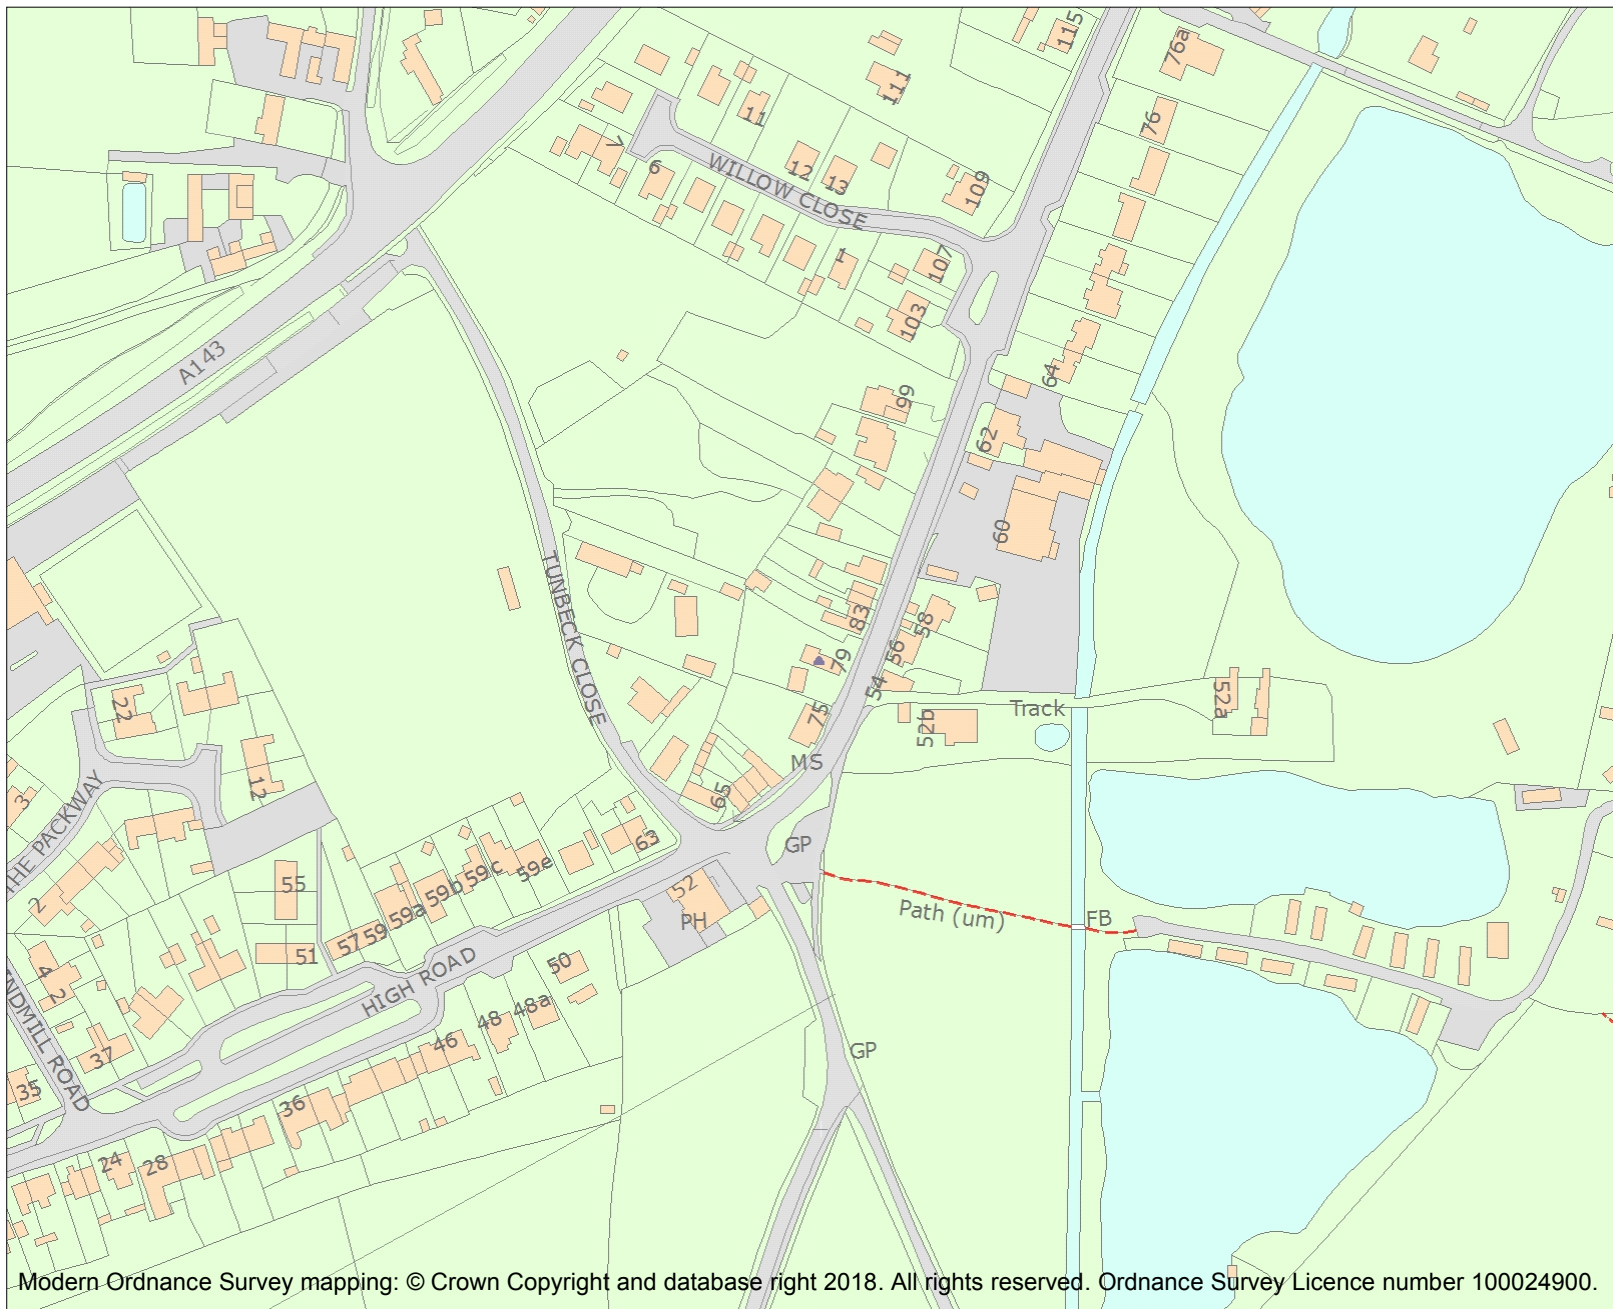 115
76a
111
11
76
7
6
12
13
WILLOW CLOSE
109
1
107
103
A143
64
99
62
60
TUNBECK CLOSE
83
58
56
79
54
52a
22
75
52b
Track
MS
12
65
3
THE PACKWAY
63
GP
59e
59c
55
59b
52
2
59a
Path (um)
FB
PH
59
57
51
50
HIGH ROAD
4
2
48a
48
46
37
GP
35
36
INDMILL ROAD
24
28
Modern Ordnance Survey mapping: © Crown Copyright and database right 2018. All rights reserved. Ordnance Survey Licence number 100024900.